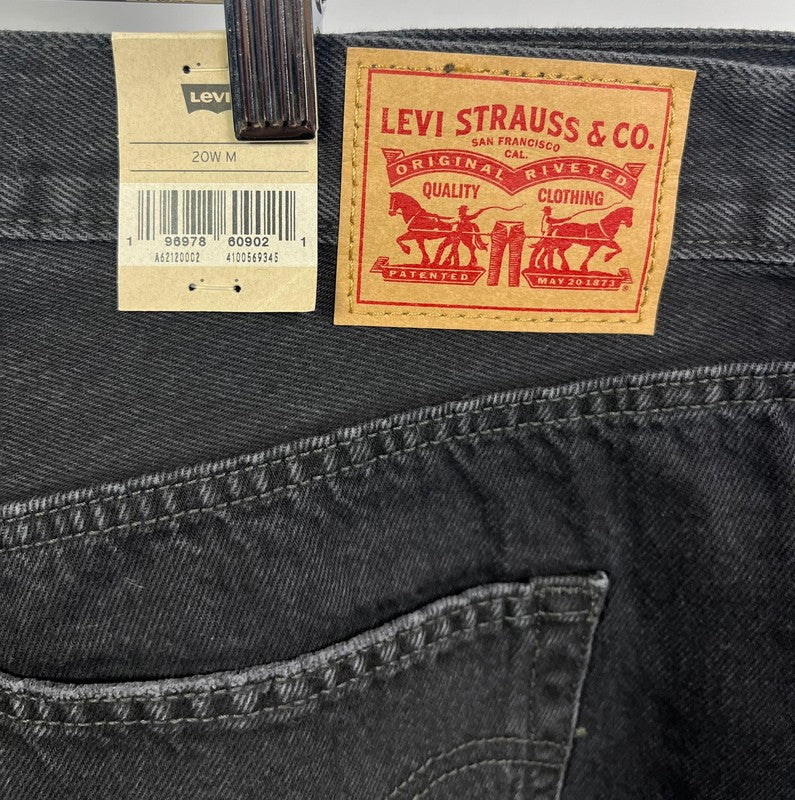 Levi
20W M
1 96978 60902 1
A62120002 4100569345
LEVI STRAUSS & CO.
SAN FRANCISCO
CAL.
ORIGINAL RIVETED
QUALITY CLOTHING
PATENTED MAY 20 1873
®